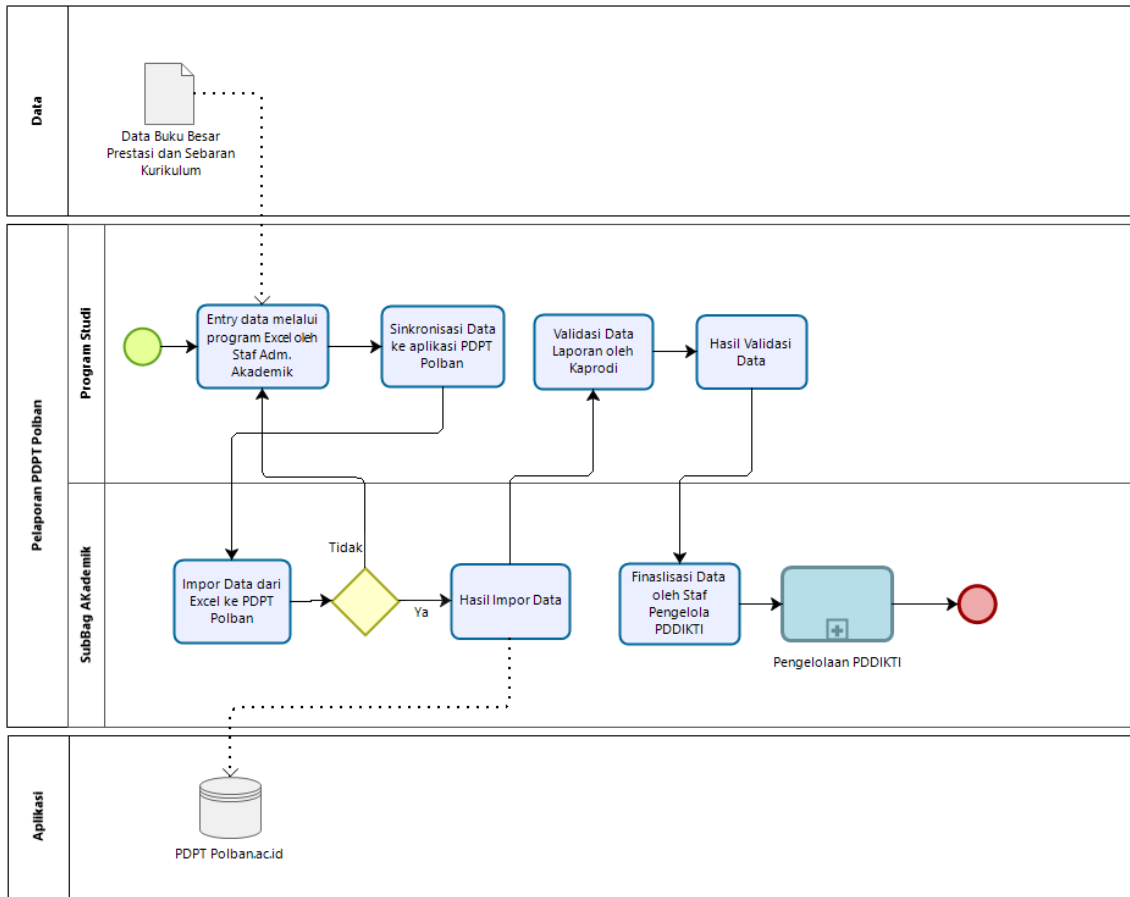 Data
Data Buku Besar
Prestasi dan Sebaran
Kurikulum
Pelaporan PDPT Polban
Program Studi
Entry data melalui
program Excel oleh
Staf Adm.
Akademik
Sinkronisasi Data
ke aplikasi PDPT
Polban
Validasi Data
Laporan oleh
Kaprodi
Hasil Validasi
Data
SubBag AKademik
Impor Data dari
Excel ke PDPT
Polban
Tidak
Ya
Hasil Impor Data
Finaslisasi Data
oleh Staf
Pengelola
PDDIKTI
Pengelolaan PDDIKTI
Aplikasi
PDPT Polban.ac.id